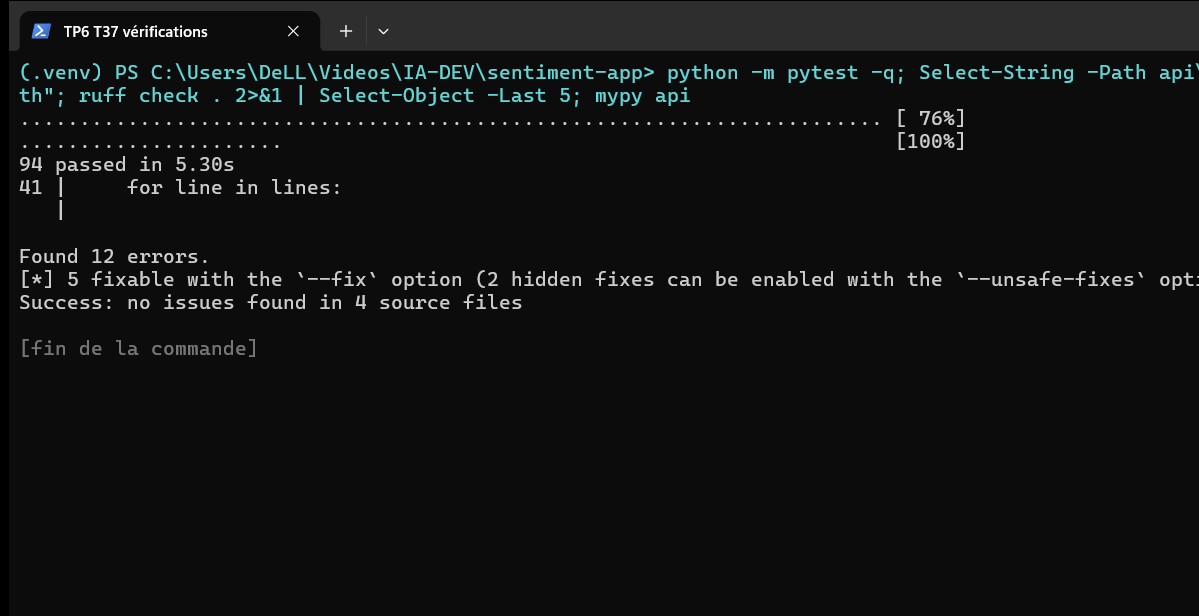 TP6 T37 vérifications
(.venv) PS C:\Users\DeLL\Videos\IA-DEV\sentiment-app> python -m pytest -q; Select-String -Path api\
th"; ruff check . 2>&1 | Select-Object -Last 5; mypy api
........................................................................ [ 76%]
...................... [100%]
94 passed in 5.30s
41 |     for line in lines:
   |
Found 12 errors.
[*] 5 fixable with the `--fix` option (2 hidden fixes can be enabled with the `--unsafe-fixes` opti
Success: no issues found in 4 source files
[fin de la commande]